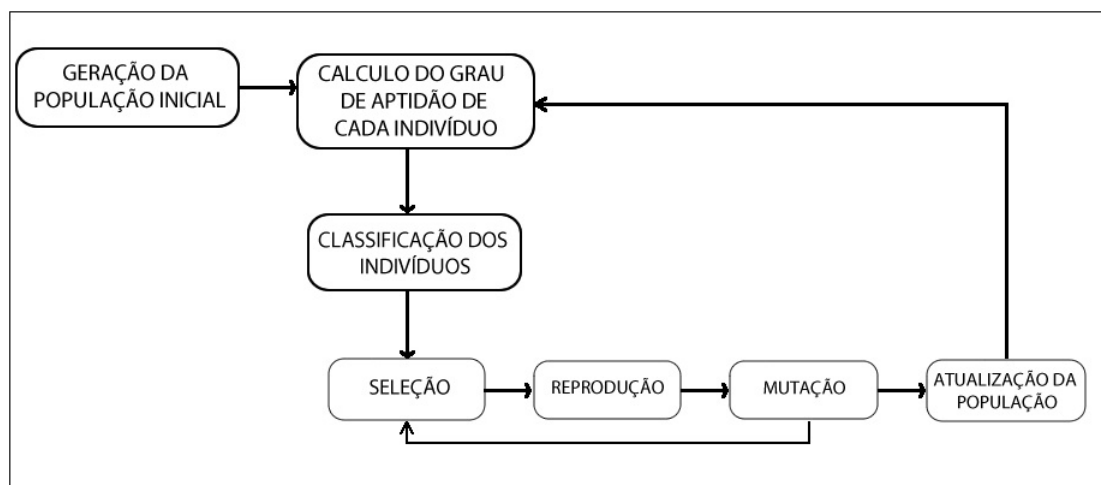 GERAÇÃO DA
POPULAÇÃO INICIAL
CALCULO DO GRAU
DE APTIDÃO DE
CADA INDIVÍDUO
CLASSIFICAÇÃO DOS
INDIVÍDUOS
SELEÇÃO
REPRODUÇÃO
MUTAÇÃO
ATUALIZAÇÃO DA
POPULAÇÃO